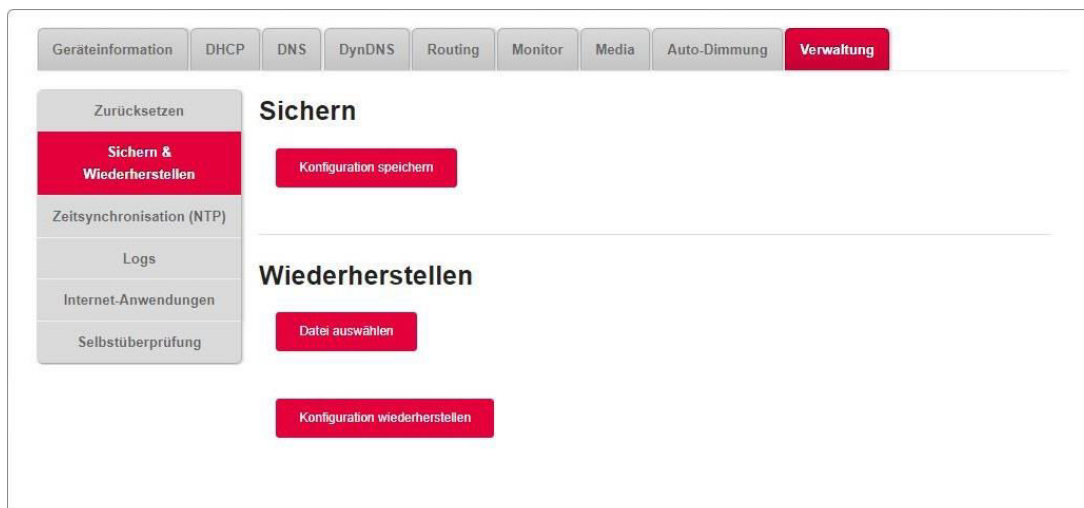 Geräteinformation DHCP DNS DynDNS Routing Monitor Media Auto-Dimmung Verwaltung
Zurücksetzen
Sichern &
Wiederherstellen
Zeitsynchronisation (NTP)
Logs
Internet-Anwendungen
Selbstüberprüfung
Sichern
Konfiguration speichern
Wiederherstellen
Datei auswählen
Konfiguration wiederherstellen